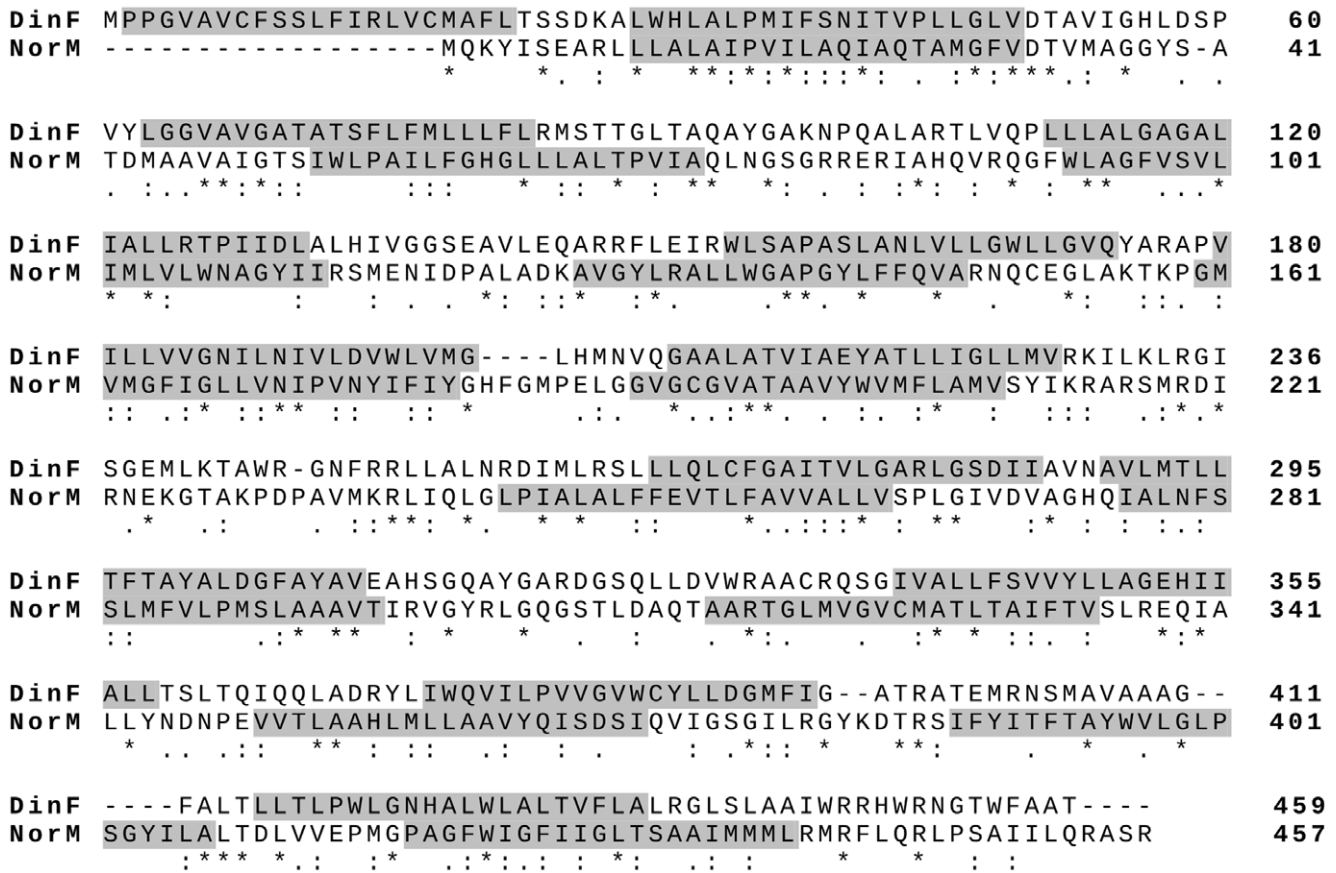 DinF MPPGVAVCFSSLFIRLVCMAFLTSSDKALWHLALPMIFSNITVPLLGLVDTAVIGHLDSP 60
NorM ------------------MQKYISEARLLLALAIPVILAQIAQTAMGFVDTVMAGGYS-A 41
* *. : * **:*:::*: . :*:***.: * . .
DinF VYLGGVAVGATATSFLFMLLLFLRMSTTGLTAQAYGAKNPQALARTLVQPLLLALGAGAL 120
NorM TDMAAVAIGTSIWLPAILFGHGLLLALTPVIAQLNGSGRRERIAHQVRQGFWLAGFVSVL 101
. :..**:*:: ::: * :: * : ** *: . : :*: : * : ** ...*
DinF IALLRTPIIDLALHIVGGSEAVLEQARRFLEIRWLSAPASLANLVLLGWLLGVQYARAPV 180
NorM IMLVLWNAGYIIRSMENIDPALADKAVGYLRALLWGAPGYLFFQVARNQCEGLAKTKPGM 161
* *: : : . . *: ::* :*. .**. * * . *: ::. :
DinF ILLVVGNILNIVLDVWLVMG----LHMNVQGAALATVIAEYATLLIGLLMVRKILKLRGI 236
NorM VMGFIGLLVNIPVNYIFIYGHFGMPELGGVGCGVATAAVYWVMFLAMVSYIKRARSMRDI 221
:: .:* ::** :: :: * .:. *..:**. . :. :* : ::: .:*.*
DinF SGEMLKTAWR-GNFRRLLALNRDIMLRSLLLQLCFGAITVLGARLGSDIIAVNAVLMTLL 295
NorM RNEKGTAKPDPAVMKRLIQLGLPIALALFFEVTLFAVVALLVSPLGIVDVAGHQIALNFS 281
.* .: . ::**: *. * * :: *..:::* : ** :* : : :.:
DinF TFTAYALDGFAYAVEAHSGQAYGARDGSQLLDVWRAACRQSGIVALLFSVVYLLAGEHII 355
NorM SLMFVLPMSLAAAVTIRVGYRLGQGSTLDAQTAARTGLMVGVCMATLTAIFTVSLREQIA 341
:: .:* ** : * * . : . *:. . :* * ::. : *:*
DinF ALLTSLTQIQQLADRYLIWQVILPVVGVWCYLLDGMFIG--ATRATEMRNSMAVAAAG-- 411
NorM LLYNDNPEVVTLAAHLMLLAAVYQISDSIQVIGSGILRGYKDTRSIFYITFTAYWVLGLP 401
* .. .:: ** : :: .: : . : .*:: * **: . * . *
DinF ----FALTLLTLPWLGNHALWLALTVFLALRGLSLAAIWRRHWRNGTWFAAT---- 459
NorM SGYILALTDLVVEPMGPAGFWIGFIIGLTSAAIMMMLRMRFLQRLPSAIILQRASR 457
:*** *.: :* .:*:.: : *: .: : * * : :